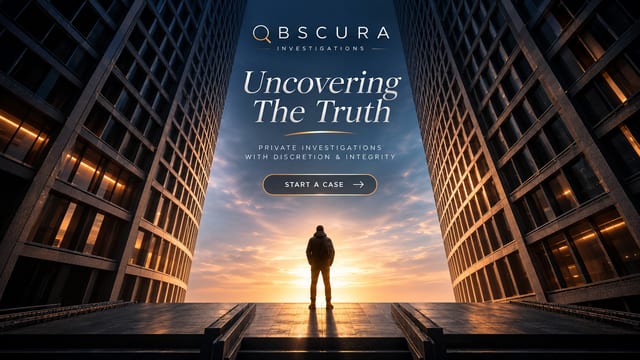 OBSCURA
INVESTIGATIONS
Uncovering
The Truth
PRIVATE INVESTIGATIONS
WITH DISCRETION & INTEGRITY
START A CASE →